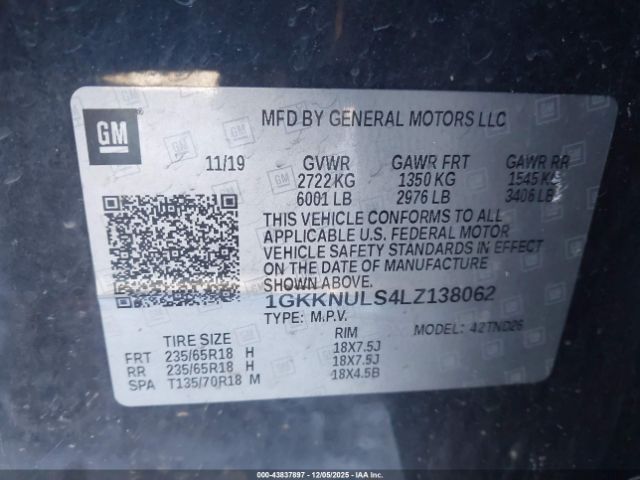 GM
MFD BY GENERAL MOTORS LLC
11/19 GVWR GAWR FRT GAWR RR
2722 KG 1350 KG 1545 KG
6001 LB 2976 LB 3406 LB
THIS VEHICLE CONFORMS TO ALL
APPLICABLE U.S. FEDERAL MOTOR
VEHICLE SAFETY STANDARDS IN EFFECT
ON THE DATE OF MANUFACTURE
SHOWN ABOVE.
1GKKNULS4LZ138062
TYPE: M.P.V. MODEL: 42TND26
TIRE SIZE RIM
FRT 235/65R18 H 18X7.5J
RR 235/65R18 H 18X7.5J
SPA T135/70R18 M 18X4.5B
000-43837897 - 12/05/2025 - IAA.com